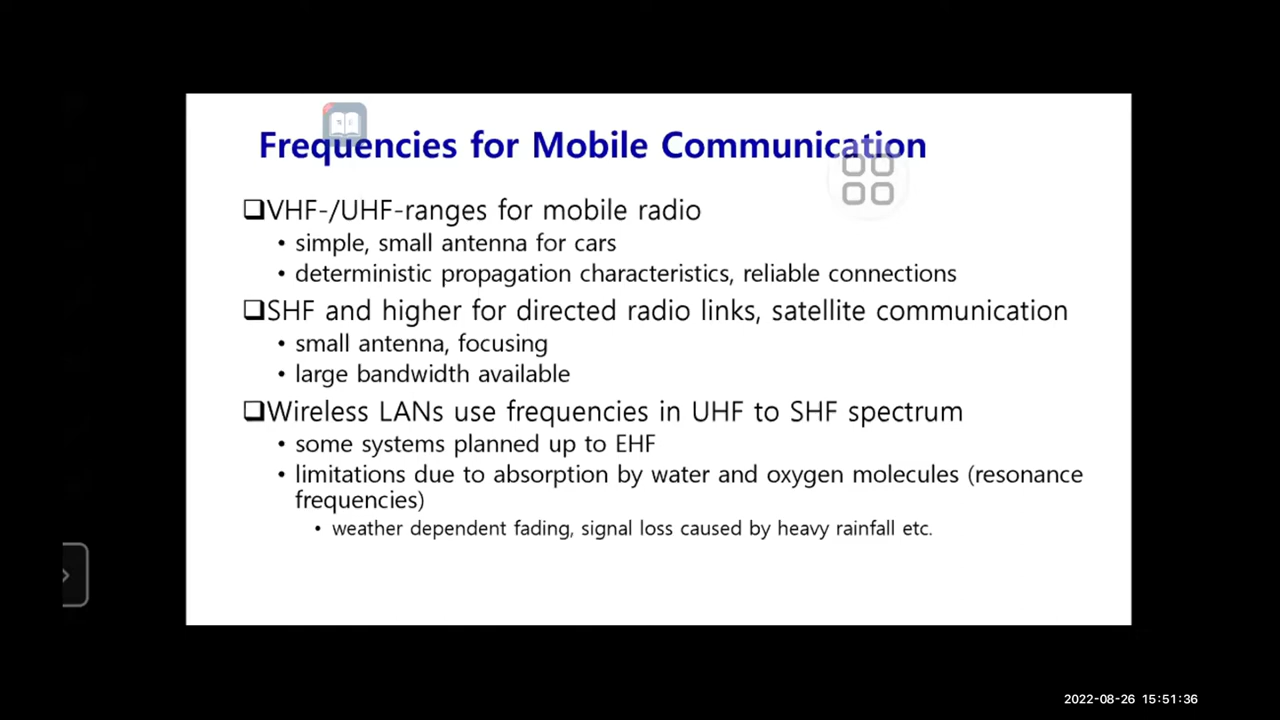 Frequencies for Mobile Communication
❑VHF-/UHF-ranges for mobile radio
• simple, small antenna for cars
• deterministic propagation characteristics, reliable connections
❑SHF and higher for directed radio links, satellite communication
• small antenna, focusing
• large bandwidth available
❑Wireless LANs use frequencies in UHF to SHF spectrum
• some systems planned up to EHF
• limitations due to absorption by water and oxygen molecules (resonance
frequencies)
• weather dependent fading, signal loss caused by heavy rainfall etc.
2022-08-26 15:51:36